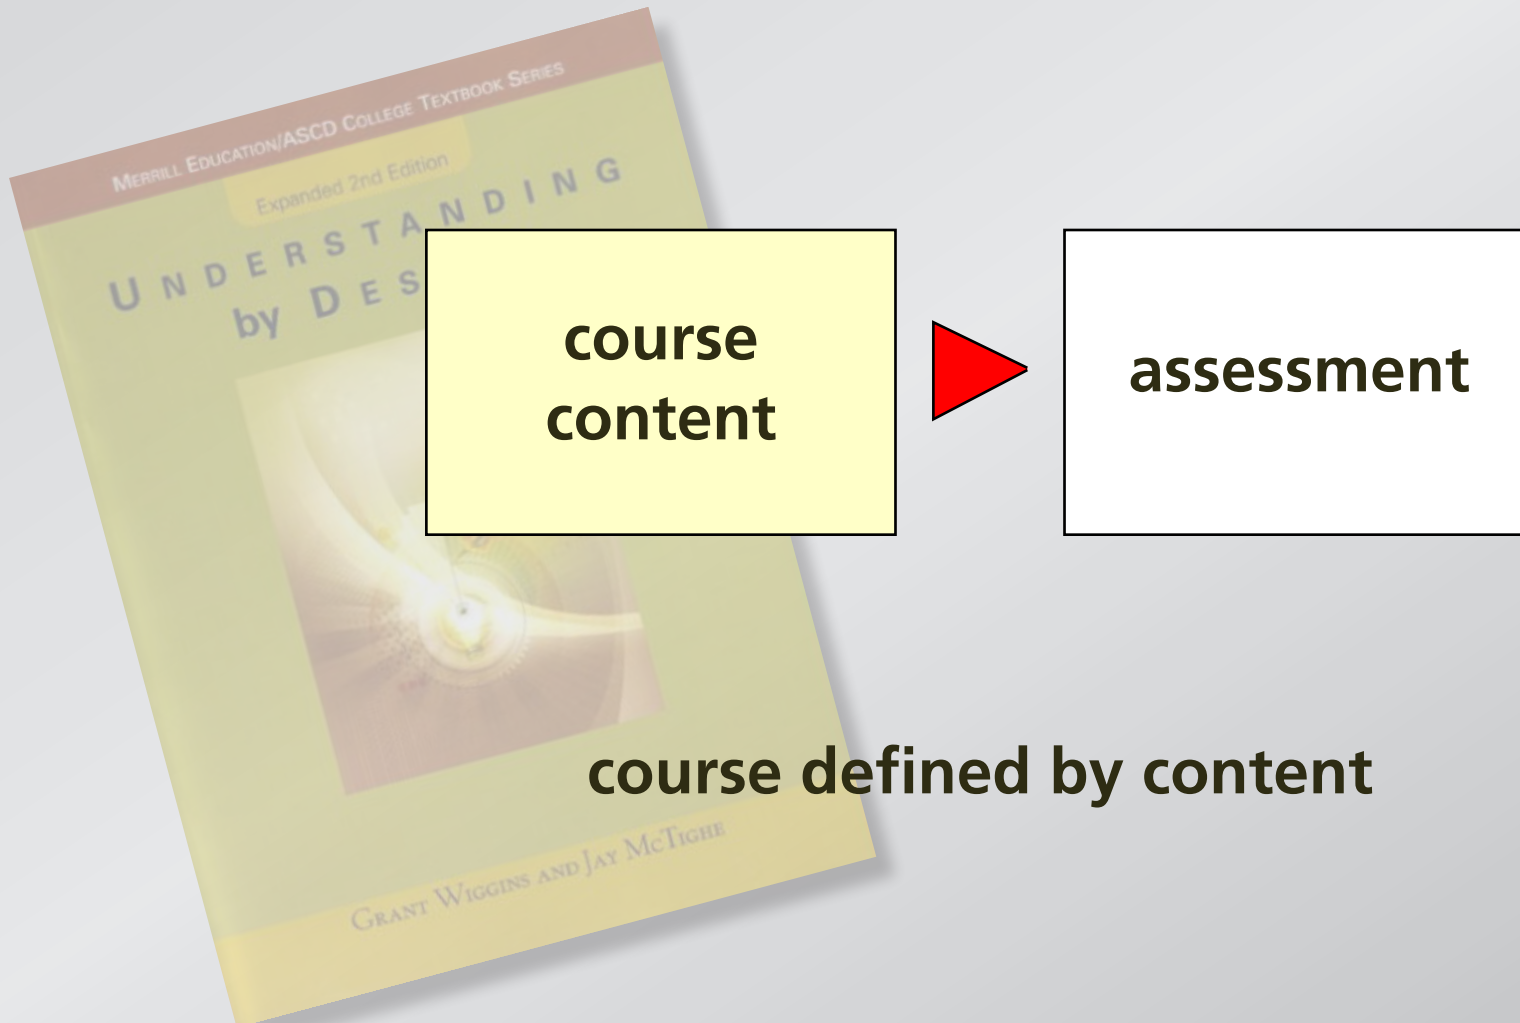 MERRILL EDUCATION/ASCD COLLEGE TEXTBOOK SERIES
Expanded 2nd Edition
UNDERSTANDING
by DES
course
content
assessment
course defined by content
GRANT WIGGINS AND JAY MCTIGHE